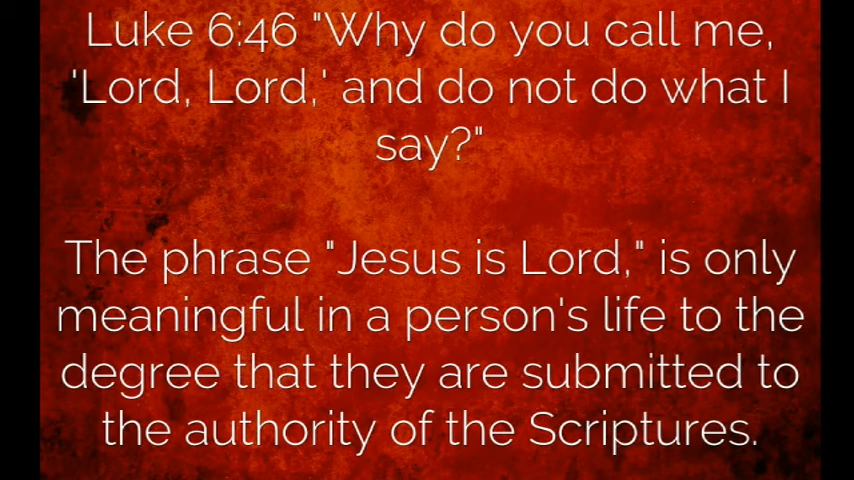 Luke 6:46 "Why do you call me,
'Lord, Lord,' and do not do what I
say?"
The phrase "Jesus is Lord," is only
meaningful in a person's life to the
degree that they are submitted to
the authority of the Scriptures.